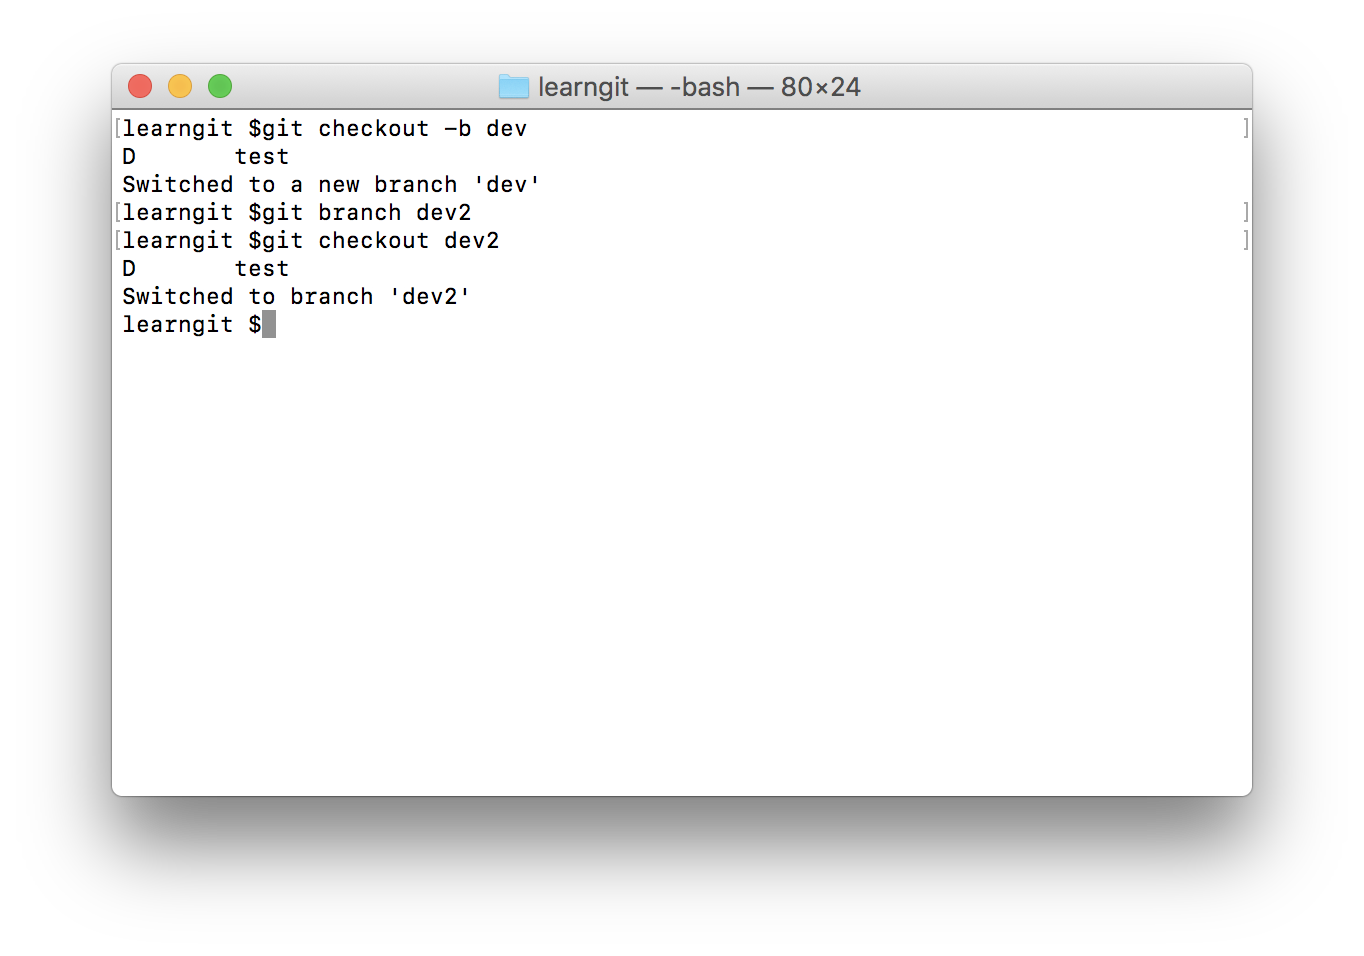 learngit — -bash — 80×24
[learngit $git checkout -b dev ]
D       test
Switched to a new branch 'dev'
[learngit $git branch dev2 ]
[learngit $git checkout dev2 ]
D       test
Switched to branch 'dev2'
learngit $